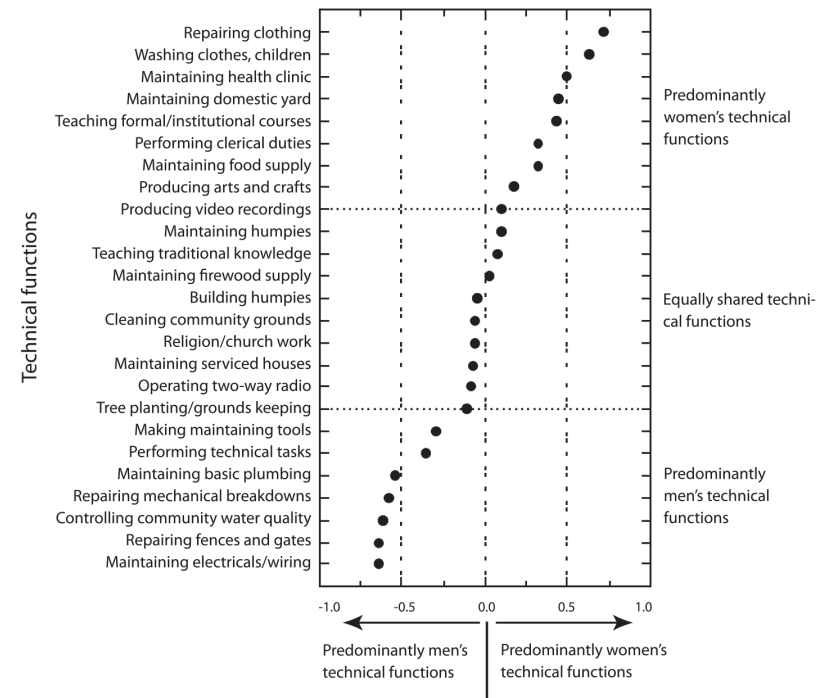 Technical functions
Repairing clothing
Washing clothes, children
Maintaining health clinic
Maintaining domestic yard
Teaching formal/institutional courses
Performing clerical duties
Maintaining food supply
Producing arts and crafts
Producing video recordings
Maintaining humpies
Teaching traditional knowledge
Maintaining firewood supply
Building humpies
Cleaning community grounds
Religion/church work
Maintaining serviced houses
Operating two-way radio
Tree planting/grounds keeping
Making maintaining tools
Performing technical tasks
Maintaining basic plumbing
Repairing mechanical breakdowns
Controlling community water quality
Repairing fences and gates
Maintaining electricals/wiring
Predominantly
women's technical
functions
Equally shared techni-
cal functions
Predominantly
men's technical
functions
-1.0 -0.5 0.0 0.5 1.0
Predominantly men's
technical functions
Predominantly women's
technical functions